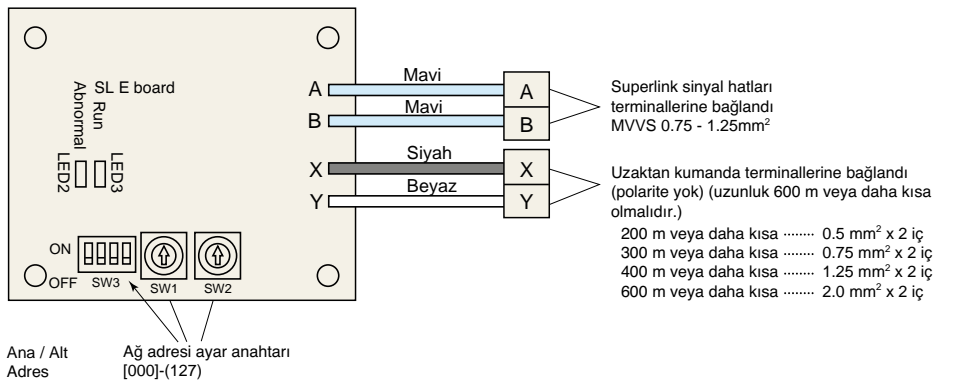 SL E board
Abnormal
Run
LED2
LED3
ON
OFF
SW3
SW1
SW2
A
B
X
Y
Mavi
Mavi
Siyah
Beyaz
A
B
X
Y
Superlink sinyal hatları
terminallerine bağlandı
MVVS 0.75 - 1.25mm²
Uzaktan kumanda terminallerine bağlandı
(polarite yok) (uzunluk 600 m veya daha kısa
olmalıdır.)
200 m veya daha kısa ········ 0.5 mm² x 2 iç
300 m veya daha kısa ········ 0.75 mm² x 2 iç
400 m veya daha kısa ········ 1.25 mm² x 2 iç
600 m veya daha kısa ········ 2.0 mm² x 2 iç
Ana / Alt
Adres
Ağ adresi ayar anahtarı
[000]-(127)